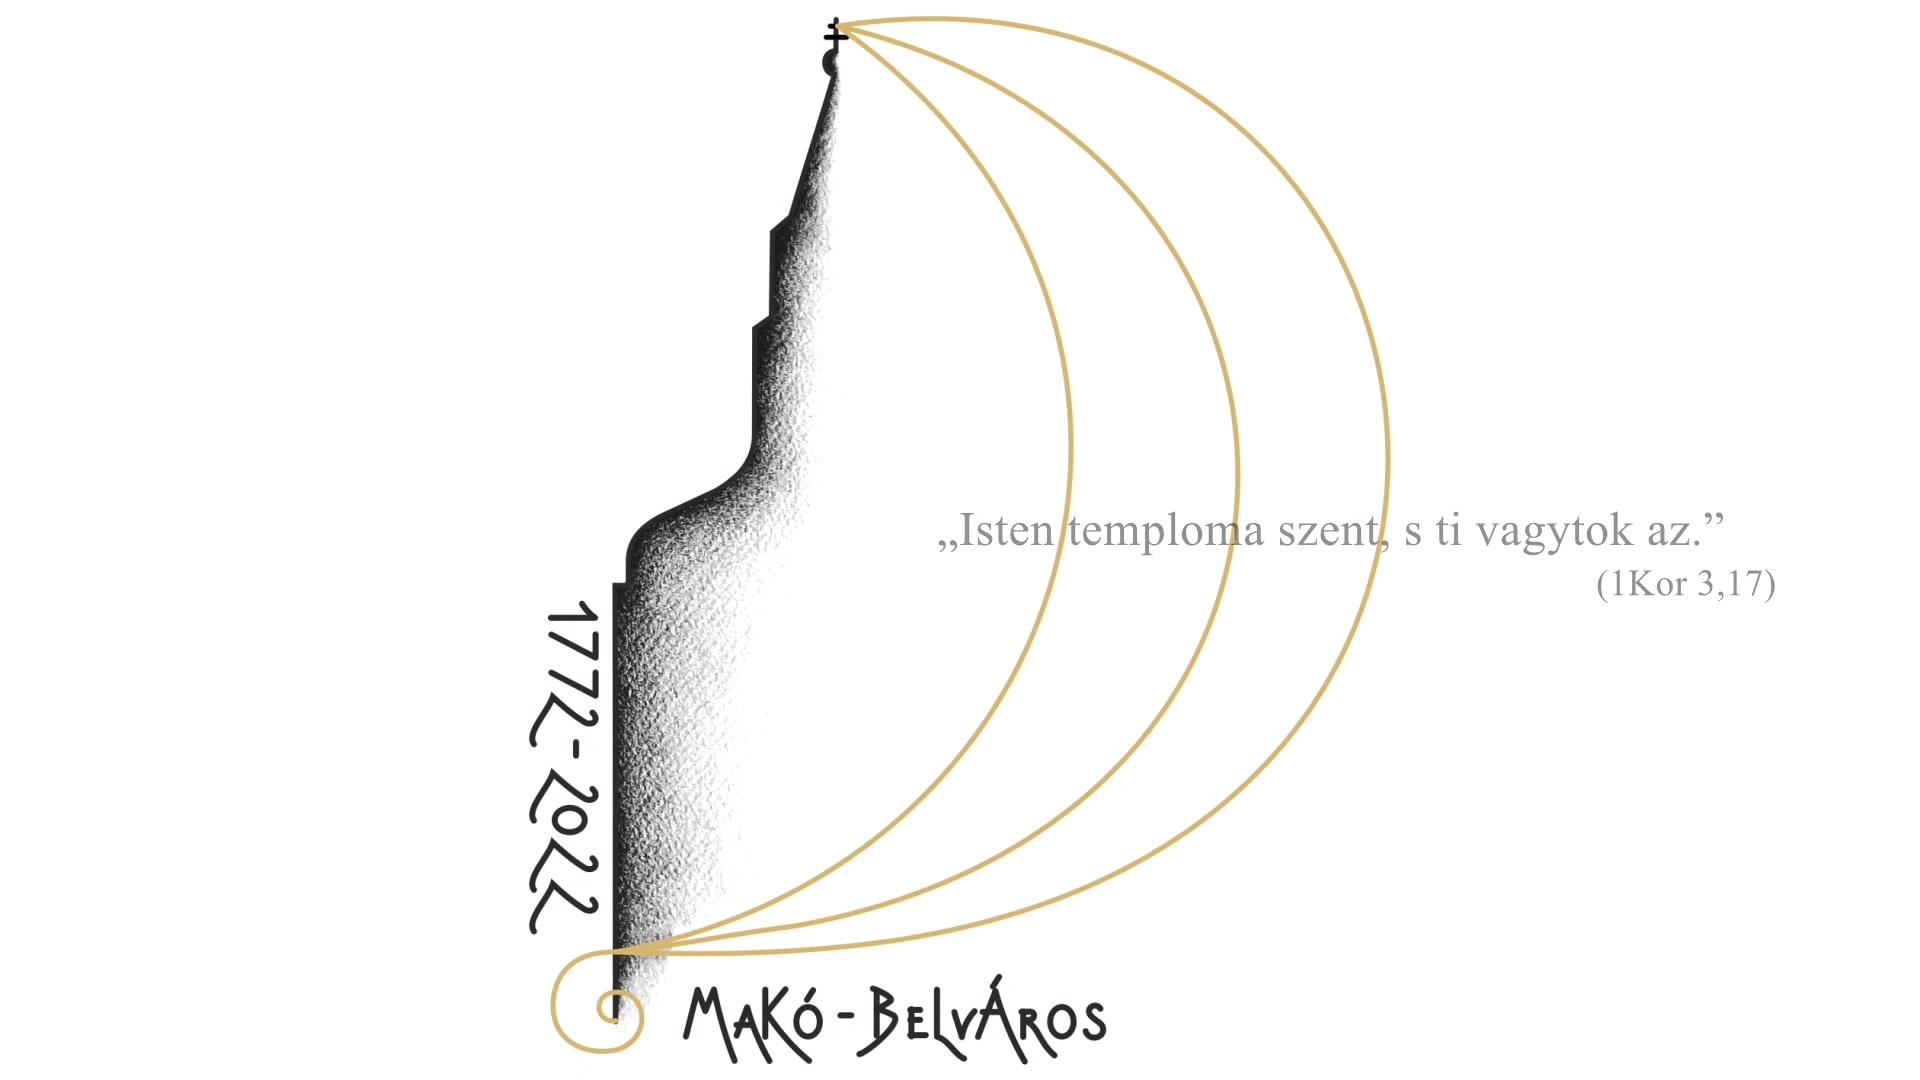 „Isten temploma szent, s ti vagytok az.”
(1Kor 3,17)
1772-2022
MaKó-BelvÁros